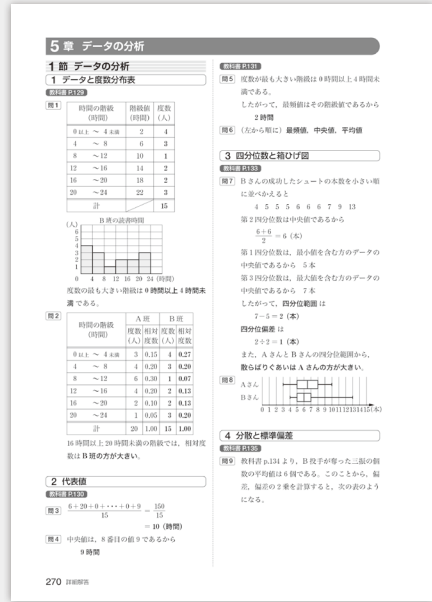 5章 データの分析
1節 データの分析
1 データと度数分布表
教科書 P.129
問1
時間の階級(時間) 階級値(時間) 度数(人)
0以上 ～ 4未満 2 4
4 ～ 8 6 3
8 ～12 10 1
12 ～16 14 2
16 ～20 18 2
20 ～24 22 3
計 15
(人) B班の読書時間
6
5
4
3
2
1
0 4 8 12 16 20 24 (時間)
度数の最も大きい階級は 0時間以上4時間未
満である。
問2
時間の階級(時間) A班 B班
度数(人) 相対度数 度数(人) 相対度数
0以上 ～ 4未満 3 0.15 4 0.27
4 ～ 8 4 0.20 3 0.20
8 ～12 6 0.30 1 0.07
12 ～16 4 0.20 2 0.13
16 ～20 2 0.10 2 0.13
20 ～24 1 0.05 3 0.20
計 20 1.00 15 1.00
16時間以上20時間未満の階級では，相対度
数はB班の方が大きい。
2 代表値
教科書 P.130
問3 6+20+0+･･･+0+9/15 = 150/15
= 10 (時間)
問4 中央値は，8番目の値9であるから
9時間
教科書 P.131
問5 度数が最も大きい階級は0時間以上4時間未
満である。
したがって，最頻値はその階級値であるから
2時間
問6 (左から順に) 最頻値，中央値，平均値
3 四分位数と箱ひげ図
教科書 P.133
問7 Bさんの成功したシュートの本数を小さい順
に並べかえると
4 5 5 5 6 6 6 7 9 13
第2四分位数は中央値であるから
6+6/2 = 6 (本)
第1四分位数は，最小値を含む方のデータの
中央値であるから 5本
第3四分位数は，最大値を含む方のデータの
中央値であるから 7本
したがって，四分位範囲は
7−5=2 (本)
四分位偏差は
2÷2=1 (本)
また，AさんとBさんの四分位範囲から，
散らばりぐあいはAさんの方が大きい。
問8
Aさん
Bさん
0 1 2 3 4 5 6 7 8 9 10 11 12 13 14 15 (本)
4 分散と標準偏差
教科書 P.135
問9 教科書p.134より，B投手が奪った三振の個
数の平均値は6個である。このことから，偏
差，偏差の2乗を計算すると，次の表のよう
になる。
270 詳細解答